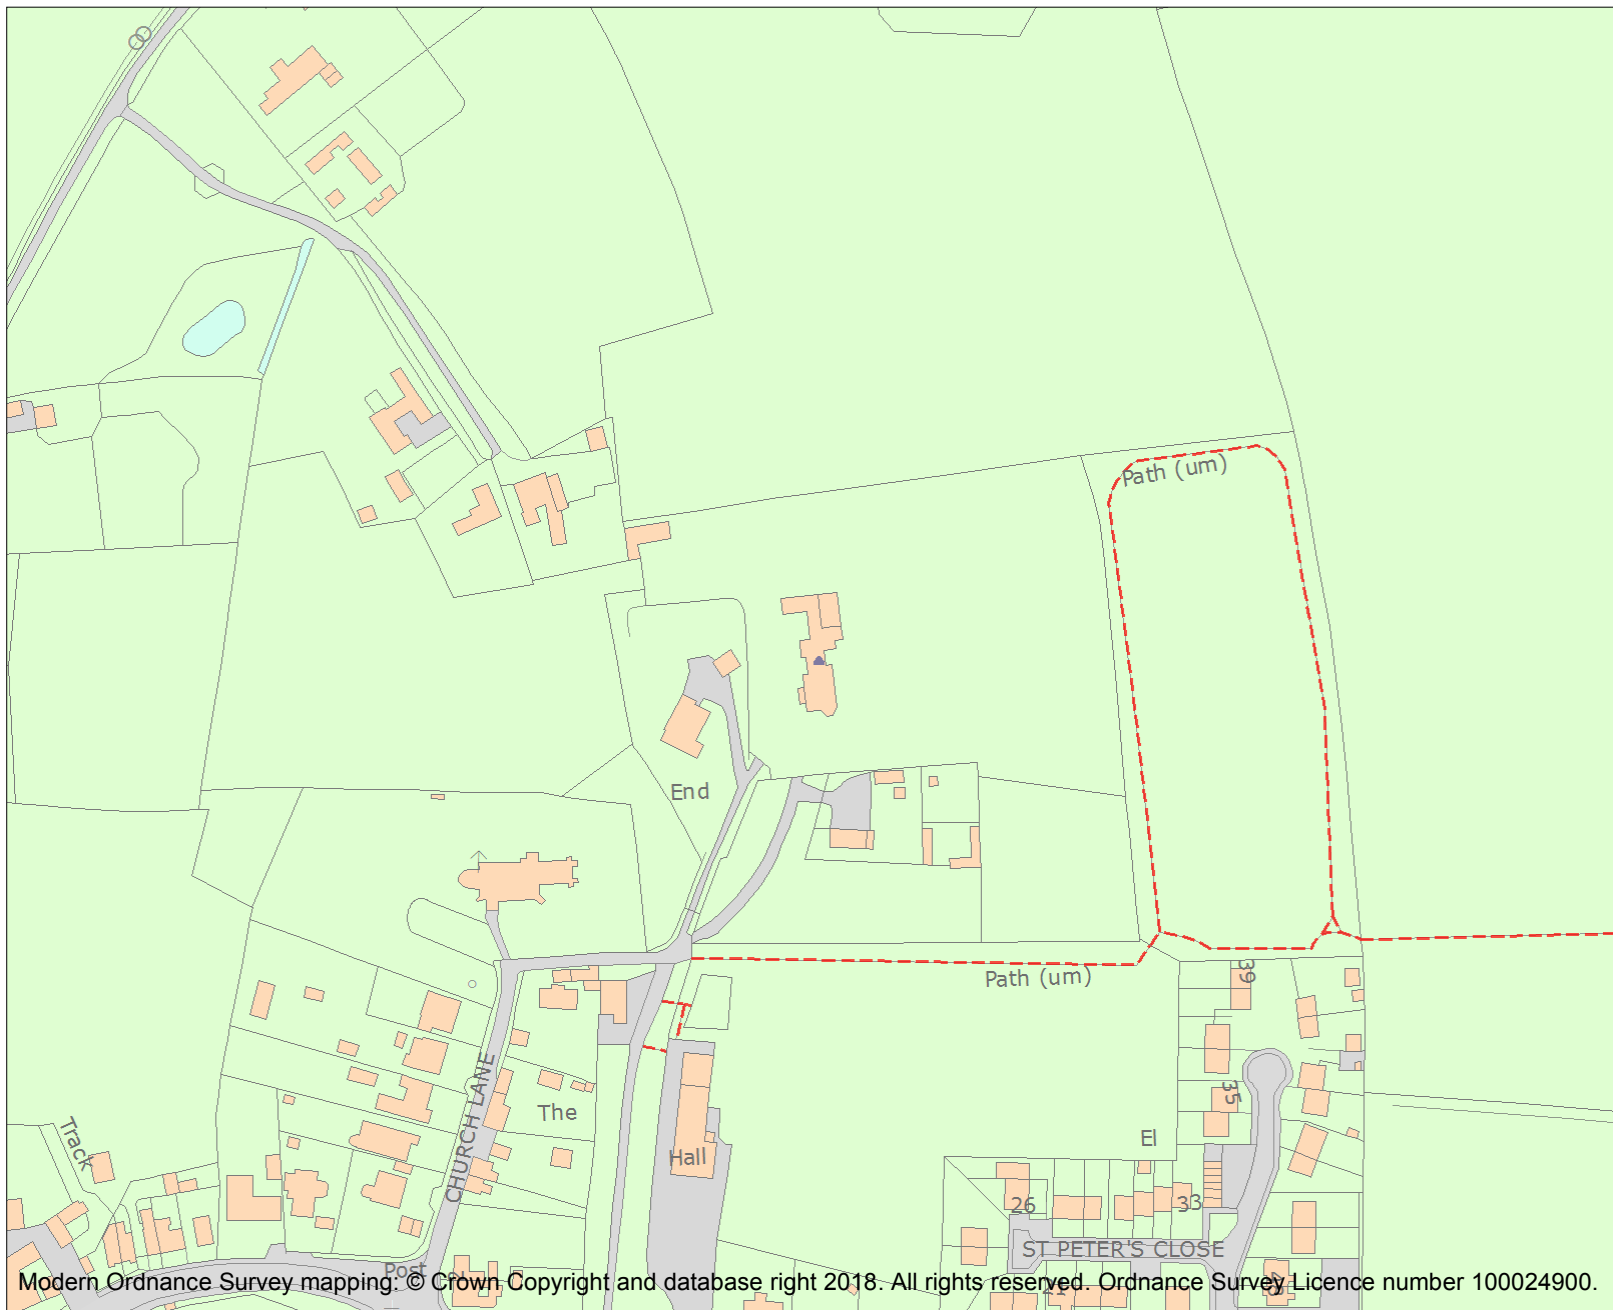 Path (um)
End
39
Path (um)
CHURCH LANE
35
The
Track
El
Hall
33
26
ST PETER'S CLOSE
Post
21
Modern Ordnance Survey mapping: © Crown Copyright and database right 2018. All rights reserved. Ordnance Survey Licence number 100024900.